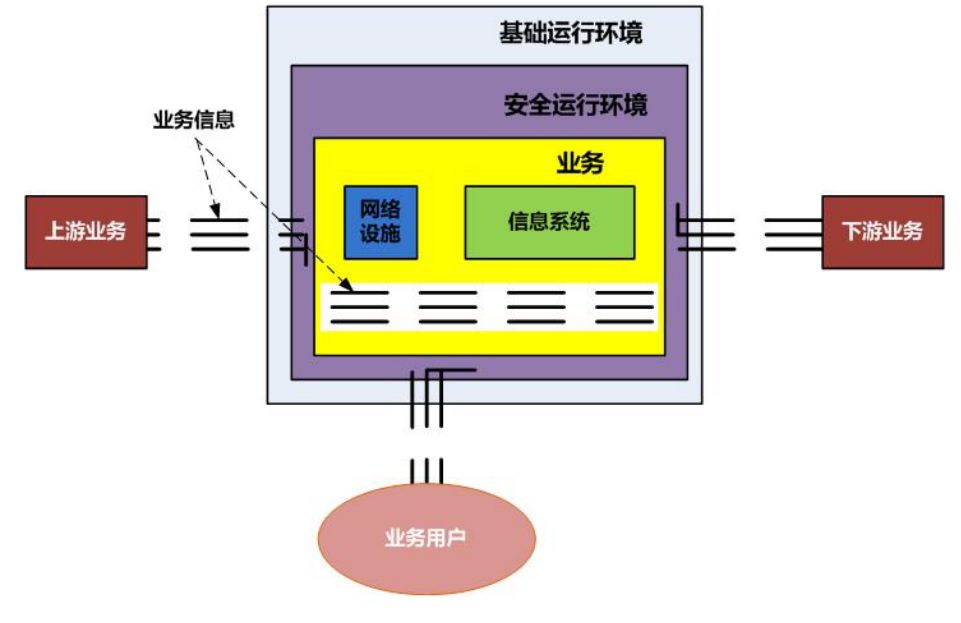 基础运行环境
安全运行环境
业务信息
业务
网络
设施
信息系统
上游业务
下游业务
业务用户